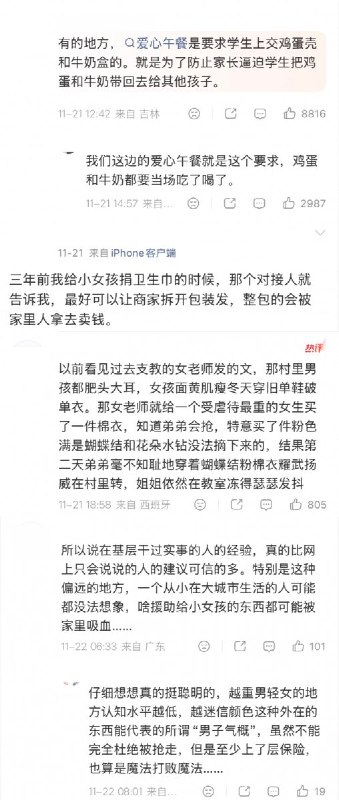 有的地方，爱心午餐是要求学生上交鸡蛋壳
和牛奶盒的。就是为了防止家长逼迫学生把鸡
蛋和牛奶带回去给其他孩子。
11-21 12:42 来自 吉林
8816
我们这边的爱心午餐就是这个要求，鸡蛋
和牛奶都要当场吃了喝了。
11-21 14:57 来自...
2987
11-21 来自 iPhone客户端
三年前我给小女孩捐卫生巾的时候，那个对接人就
告诉我，最好可以让商家拆开包装发，整包的会被
家里人拿去卖钱。
热评
以前看见过去支教的女老师发的文，那村里男
孩都肥头大耳，女孩面黄肌瘦冬天穿旧单鞋破
单衣。那女老师就给一个受虐待最重的女生买
了一件棉衣，知道弟弟会抢，特意买了件粉色
满是蝴蝶结和花朵水钻没法摘下来的，结果第
二天弟弟毫不知耻地穿着蝴蝶结粉棉衣耀武扬
威在村里转，姐姐依然在教室冻得瑟瑟发抖
11-21 18:58 来自 西班牙
805
所以说在基层干过实事的人的经验，真的比网
上只会说说的人的建议可信的多。特别是这种
偏远的地方，一个从小在大城市生活的人可能
都没法想象，啥援助给小女孩的东西都可能被
家里吸血......
11-22 06:33 来自 广东
101
仔细想想真的挺聪明的，越重男轻女的地
方认知水平越低，越迷信颜色这种外在的
东西能代表的所谓“男子气概”，虽然不能
完全杜绝被抢走，但是至少上了层保险，
也算是魔法打败魔法......
11-22 08:01 来自...
19